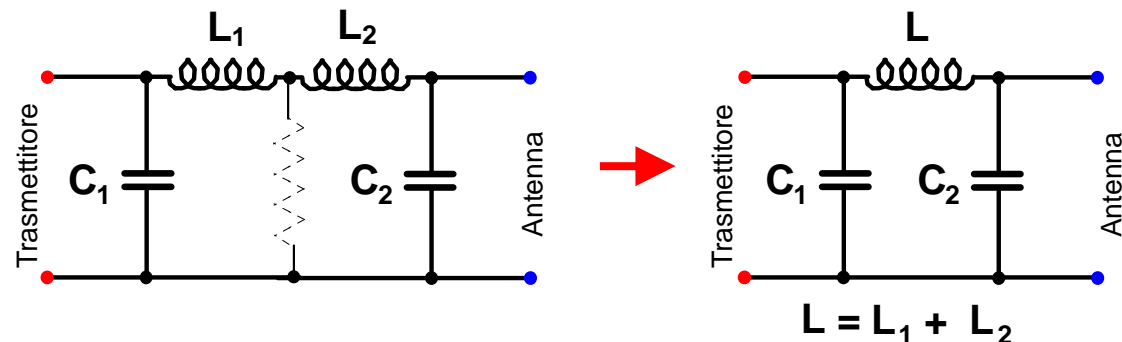 L1 L2
Trasmettitore
C1
C2
Antenna
L
Trasmettitore
C1
C2
Antenna
L = L1 + L2